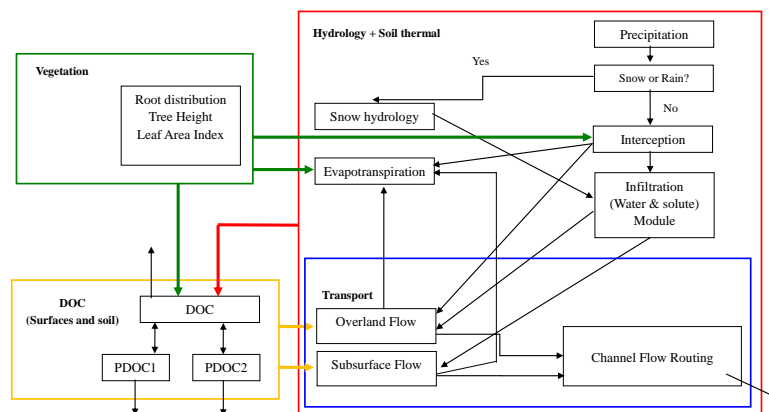 Hydrology + Soil thermal
Precipitation
Vegetation
Yes
Snow or Rain?
Root distribution
Tree Height
Leaf Area Index
No
Snow hydrology
Interception
Evapotranspiration
Infiltration
(Water & solute)
Module
DOC
(Surfaces and soil)
DOC
Transport
Overland Flow
PDOC1
PDOC2
Subsurface Flow
Channel Flow Routing